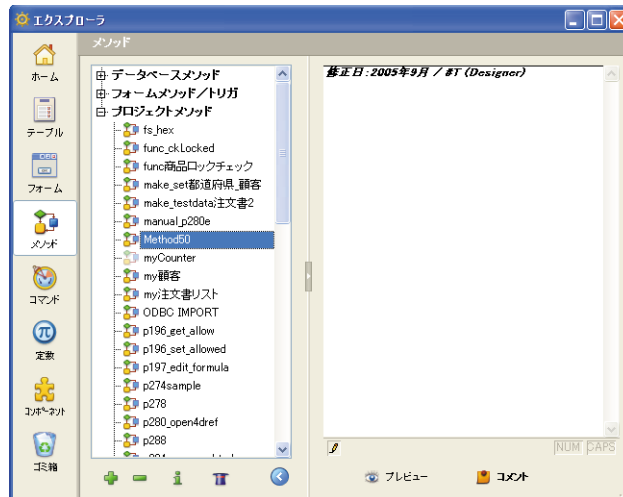 エクスプローラ
メソッド
ホーム
テーブル
フォーム
メソッド
コマンド
定数
コンポーネント
ゴミ箱
データベースメソッド
フォームメソッド/トリガ
プロジェクトメソッド
fs_hex
func_ckLocked
func商品ロックチェック
make_set都道府県_顧客
make_testdata注文書2
manual_p280e
Method50
myCounter
my顧客
my注文書リスト
ODBC IMPORT
p196_get_allow
p196_set_allowed
p197_edit_formula
p274sample
p278
p280_open4dref
p288
修正日:2005年9月 / #T (Designer)
NUM CAPS
プレビュー
コメント